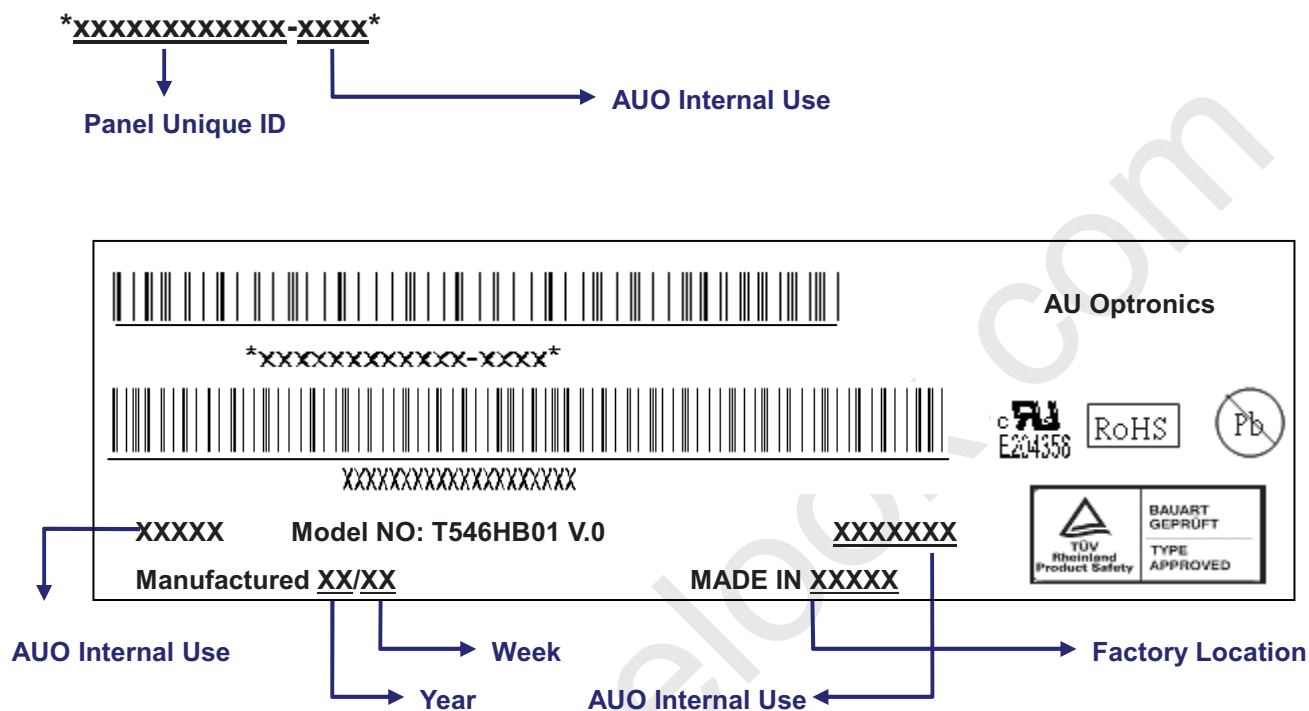 *xxxxxxxxxxxx-xxxx*
AUO Internal Use
Panel Unique ID
AU Optronics
*xxxxxxxxxxxx-xxxx*
c E204356
RoHS
Pb
XXXXXXXXXXXXXXXXXXXX
XXXXX Model NO: T546HB01 V.0 XXXXXXX
TÜV
Rheinland
Product Safety
BAUART
GEPRÜFT
TYPE
APPROVED
Manufactured XX/XX MADE IN XXXXX
AUO Internal Use
Week
Factory Location
Year
AUO Internal Use